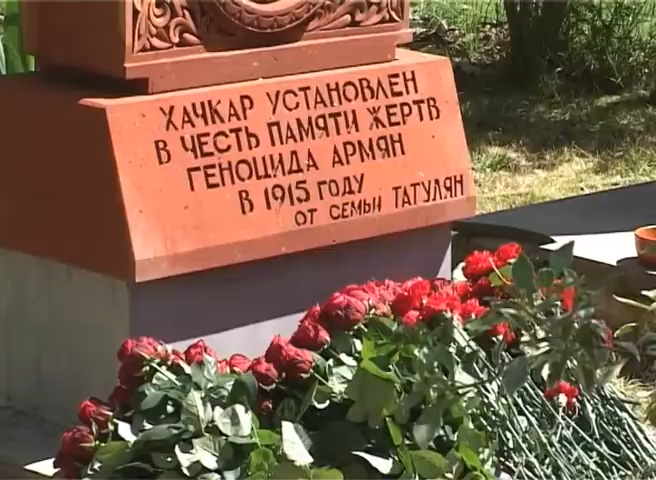 ХАЧКАР УСТАНОВЛЕН
В ЧЕСТЬ ПАМЯТИ ЖЕРТВ
ГЕНОЦИДА АРМЯН
В 1915 ГОДУ
ОТ СЕМЬИ ТАТУЛЯН